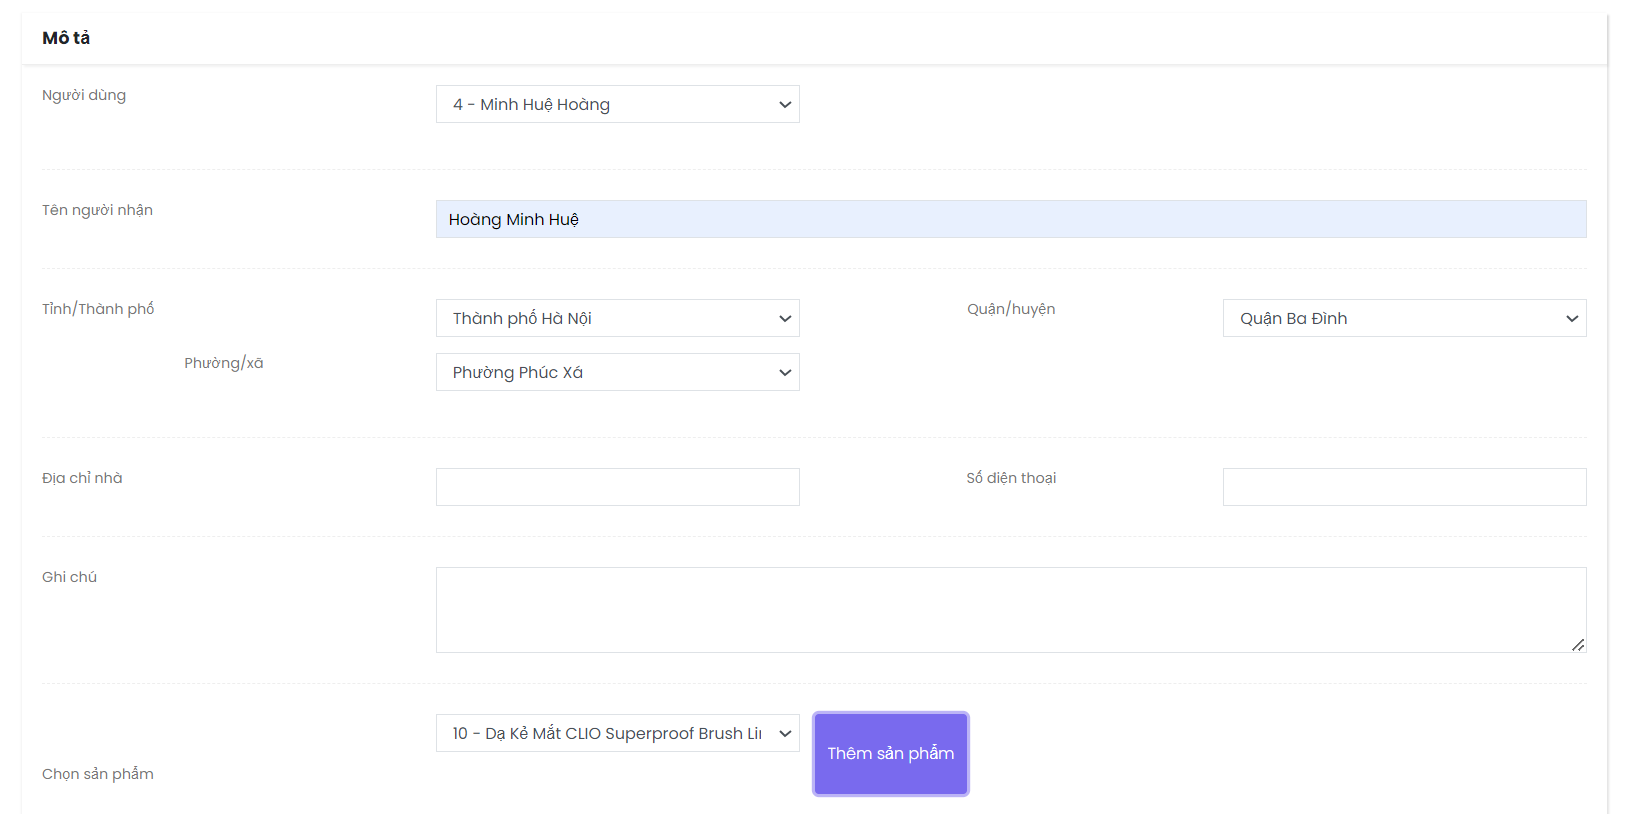 Mô tả
Người dùng
4 - Minh Huệ Hoàng
Tên người nhận
Hoàng Minh Huệ
Tỉnh/Thành phố
Thành phố Hà Nội
Quận/huyện
Quận Ba Đình
Phường/xã
Phường Phúc Xá
Địa chỉ nhà
Số điện thoại
Ghi chú
10 - Dạ Kẻ Mắt CLIO Superproof Brush Lin
Thêm sản phẩm
Chọn sản phẩm